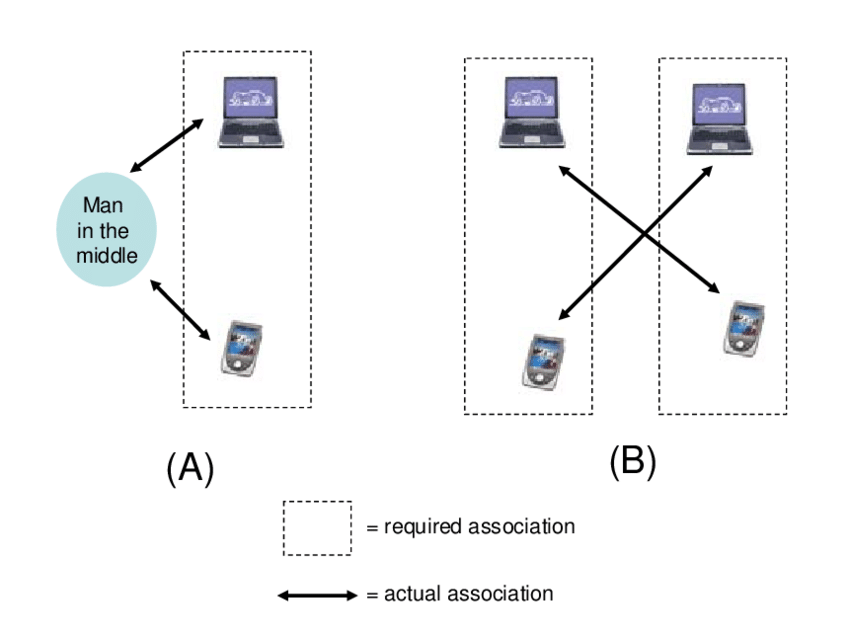 Man
in the
middle
(A)
(B)
= required association
= actual association